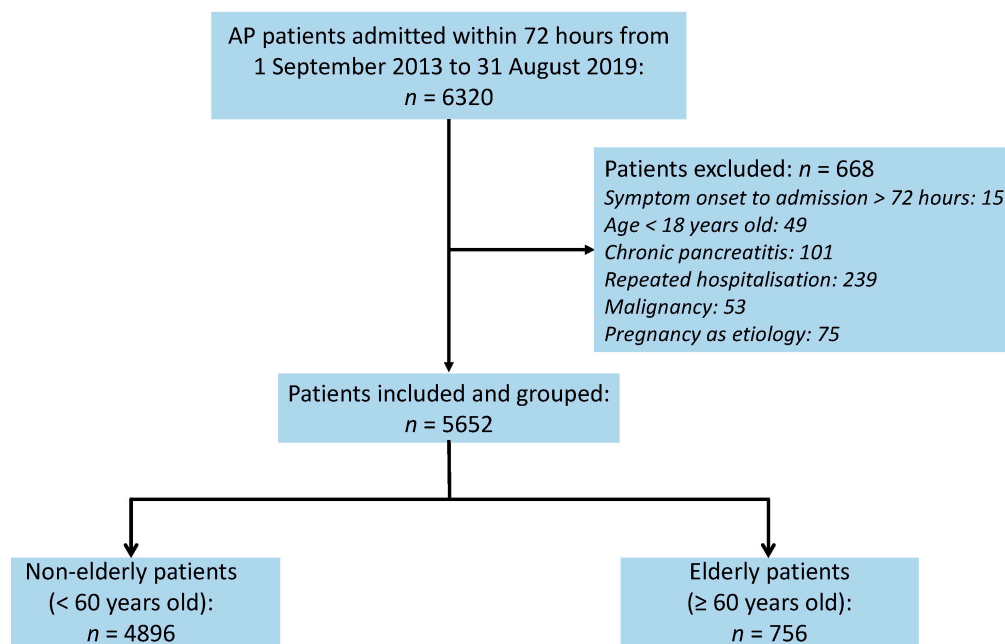 AP patients admitted within 72 hours from
1 September 2013 to 31 August 2019:
n = 6320
Patients excluded: n = 668
Symptom onset to admission > 72 hours: 15
Age < 18 years old: 49
Chronic pancreatitis: 101
Repeated hospitalisation: 239
Malignancy: 53
Pregnancy as etiology: 75
Patients included and grouped:
n = 5652
Non-elderly patients
(< 60 years old):
n = 4896
Elderly patients
(≥ 60 years old):
n = 756